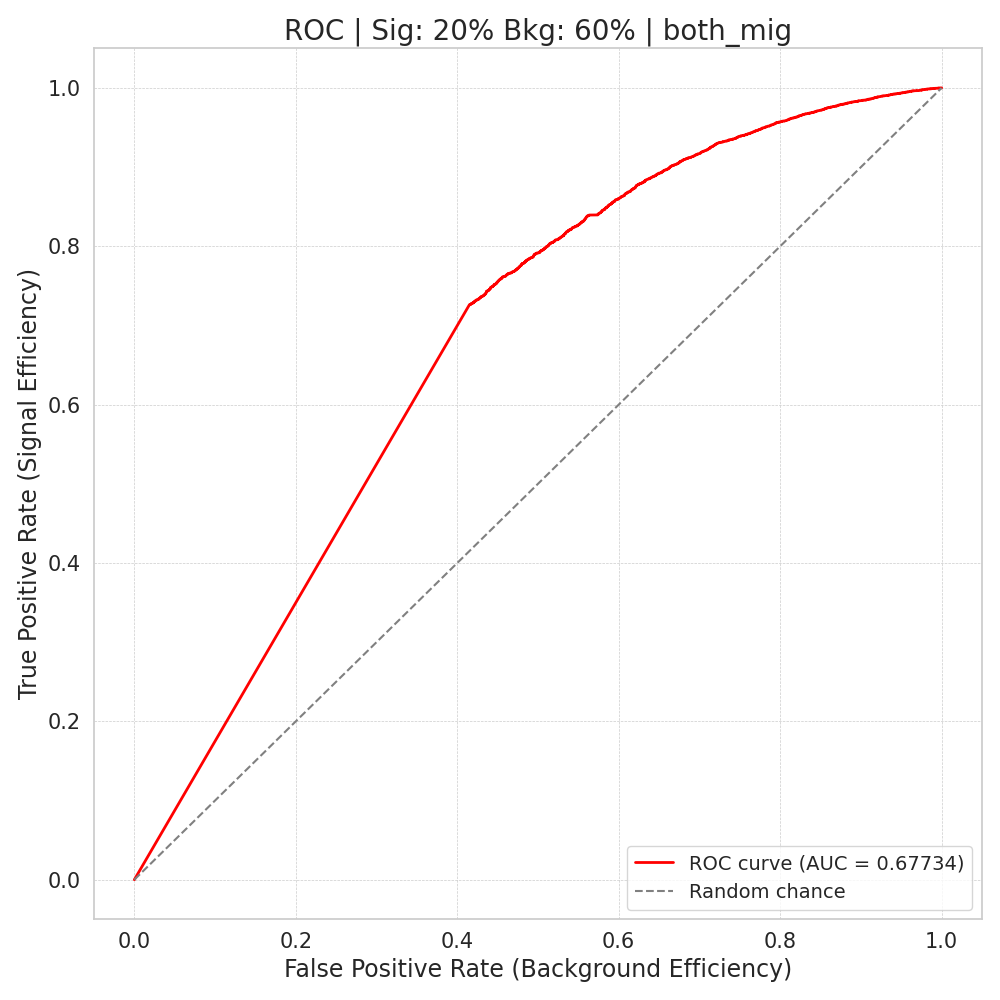 ROC | Sig: 20% Bkg: 60% | both_mig
True Positive Rate (Signal Efficiency)
1.0
0.8
0.6
0.4
0.2
0.0
ROC curve (AUC = 0.67734)
Random chance
0.0 0.2 0.4 0.6 0.8 1.0
False Positive Rate (Background Efficiency)